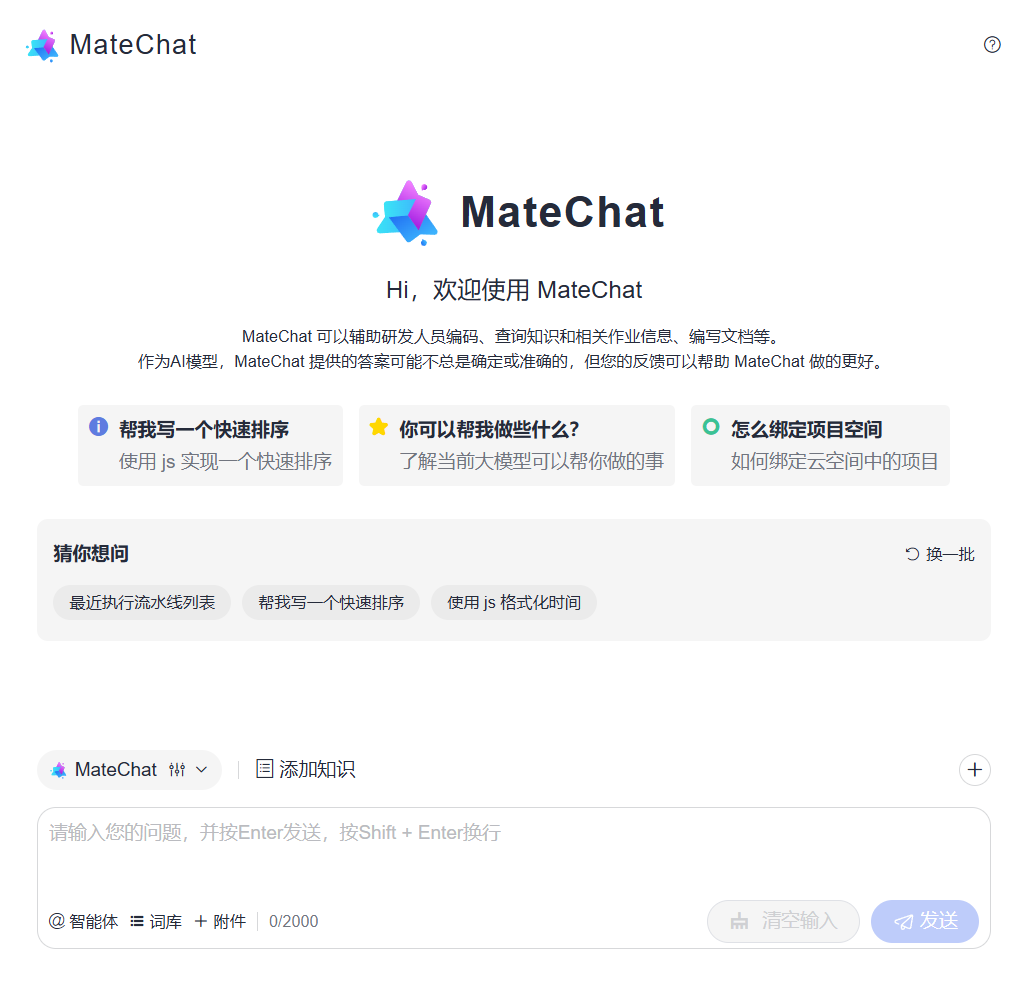 MateChat
MateChat
Hi，欢迎使用 MateChat
MateChat 可以辅助研发人员编码、查询知识和相关作业信息、编写文档等。
作为AI模型，MateChat 提供的答案可能不总是确定或准确的，但您的反馈可以帮助 MateChat 做的更好。
帮我写一个快速排序
使用 js 实现一个快速排序
你可以帮我做些什么？
了解当前大模型可以帮你做的事
怎么绑定项目空间
如何绑定云空间中的项目
猜你想问
换一批
最近执行流水线列表
帮我写一个快速排序
使用 js 格式化时间
MateChat
添加知识
请输入您的问题，并按Enter发送，按Shift + Enter换行
@ 智能体
词库
附件
0/2000
清空输入
发送